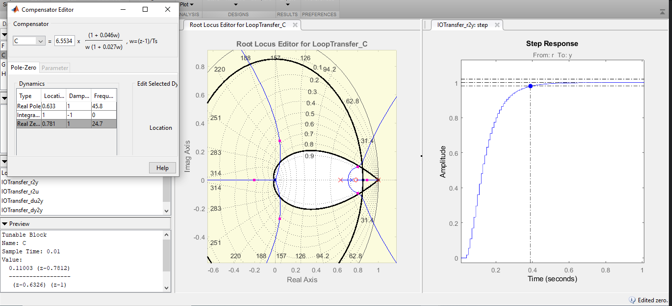 Compensator Editor
Compensator
C
= 6.5534
x
(1 + 0.046w)
w (1 + 0.027w)
, w=(z-1)/Ts
Pole-Zero Parameter
Dynamics
Edit Selected Dy
Type Locati... Damp... Frequ...
Real Pole 0.633 1 45.8
Integra... 1 -1 0
Real Ze... 0.781 1 24.7
Location
Help
IOTransfer_r2y
IOTransfer_r2u
IOTransfer_du2y
IOTransfer_dy2y
Preview
Tunable Block
Name: C
Sample Time: 0.01
Value:
0.11003 (z-0.7812)
------------------
(z-0.6326) (z-1)
Plot
ANALYSIS DESIGNS RESULTS PREFERENCES
Root Locus Editor for LoopTransfer_C
Root Locus Editor for LoopTransfer_C
Imag Axis
0.8
0.6
0.4
0.2
0
-0.2
-0.4
-0.6 -0.4 -0.2 0 0.2 0.4 0.6 0.8 1
Real Axis
220 188 157 126 94.2
251
62.8
283
31.4
314
314
31.4
283
251
62.8
220 188 157 126 94.2
0.1
0.2
0.3
0.4
0.5
0.6
0.7
0.8
0.9
IOTransfer_r2y: step
Step Response
From: r To: y
Amplitude
1
0.8
0.6
0.4
0.2
0
0 0.2 0.4 0.6 0.8 1
Time (seconds)
Edited zero.